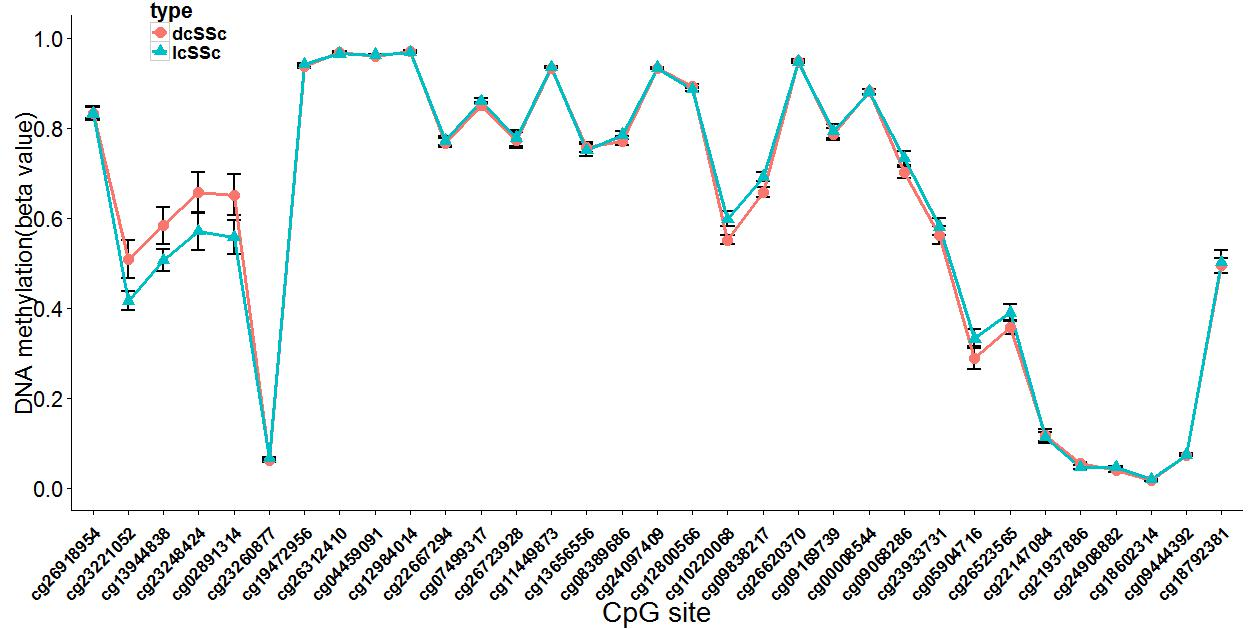 type
dcSSc
lcSSc
DNA methylation(beta value)
1.0
0.8
0.6
0.4
0.2
0.0
cg26918954
cg23221052
cg13944838
cg23248424
cg02891314
cg23260877
cg19472956
cg26312410
cg04459091
cg12984014
cg22667294
cg07499317
cg26723928
cg11449873
cg13656556
cg08389686
cg24097409
cg12800566
cg10220068
cg09838217
cg26620370
cg09169739
cg00008544
cg09068286
cg23933731
cg05904716
cg26523565
cg22147084
cg21937886
cg24908882
cg18602314
cg09444392
cg18792381
CpG site